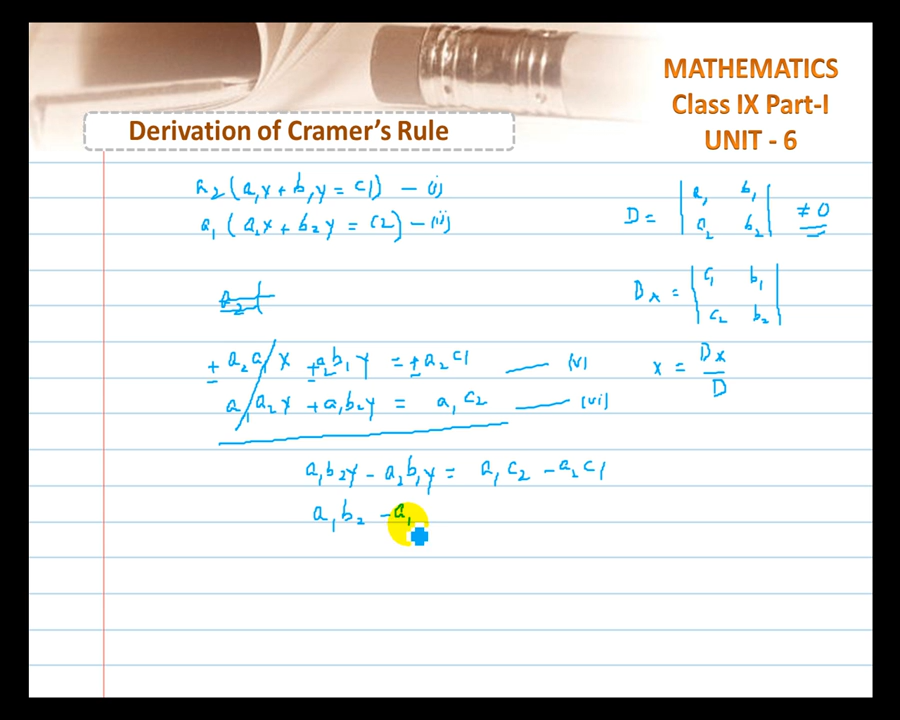 MATHEMATICS
Class IX Part-I
UNIT - 6
Derivation of Cramer's Rule
a₂(a₁x + b₁y = c1) – (i)
a₁(a₂x + b₂y = c2) – (ii)
a₂
+ a₂a₁x + a₂b₁y = + a₂c1 —— (v)
a₁a₂x + a₁b₂y = a₁c₂ —— (vi)
a₁b₂y – a₂b₁y = a₁c₂ – a₂c1
a₁b₂ – a₁
D = | a₁ b₁ | ≠ 0
| a₂ b₂ |
Dx = | c₁ b₁ |
| c₂ b₂ |
x = Dx / D